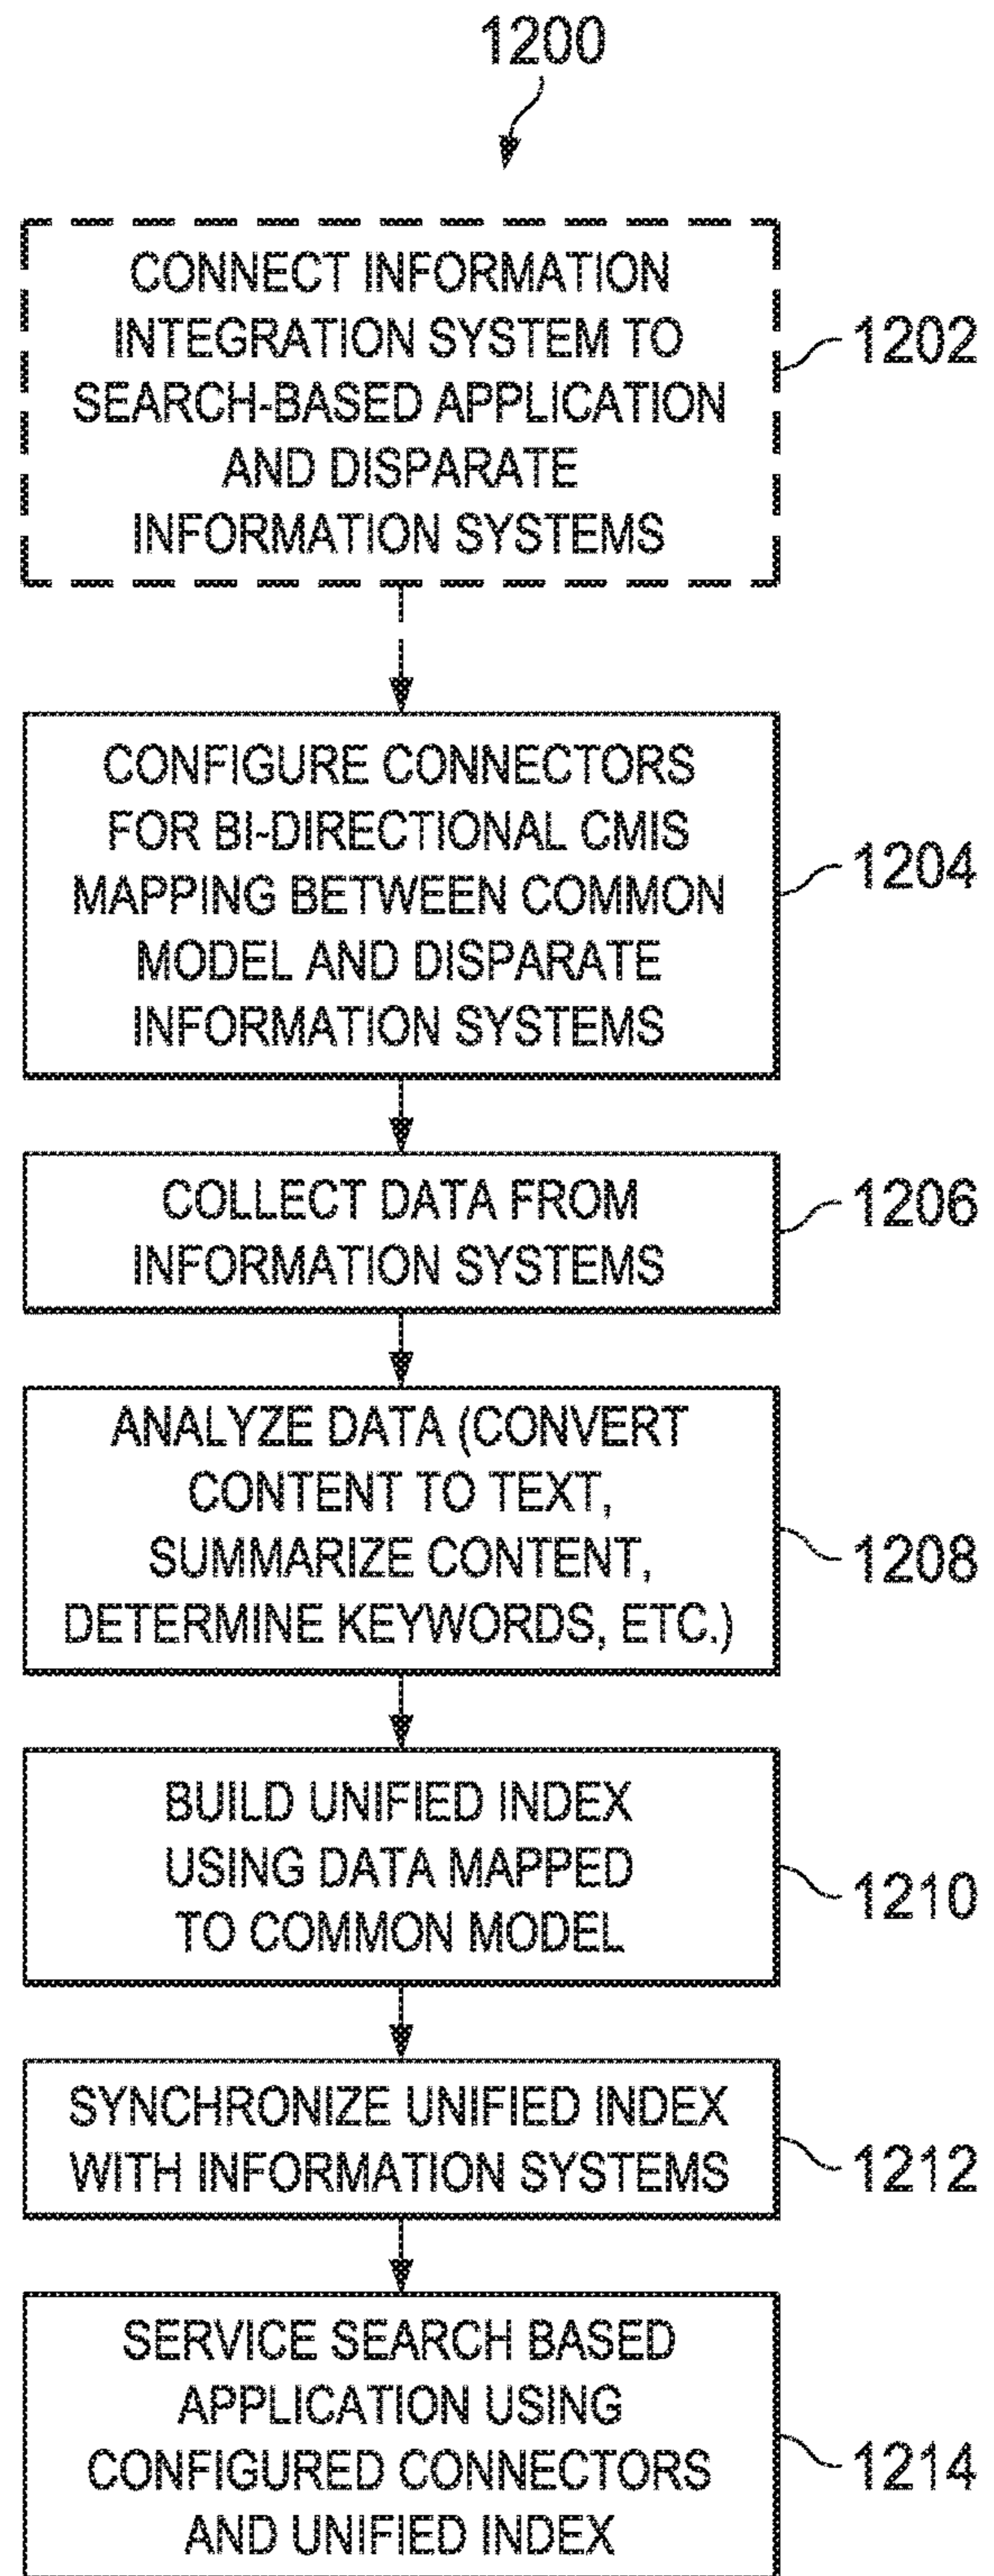 1200
CONNECT INFORMATION
INTEGRATION SYSTEM TO
SEARCH-BASED APPLICATION
AND DISPARATE
INFORMATION SYSTEMS
1202
CONFIGURE CONNECTORS
FOR BI-DIRECTIONAL CMIS
MAPPING BETWEEN COMMON
MODEL AND DISPARATE
INFORMATION SYSTEMS
1204
COLLECT DATA FROM
INFORMATION SYSTEMS
1206
ANALYZE DATA (CONVERT
CONTENT TO TEXT,
SUMMARIZE CONTENT,
DETERMINE KEYWORDS, ETC.)
1208
BUILD UNIFIED INDEX
USING DATA MAPPED
TO COMMON MODEL
1210
SYNCHRONIZE UNIFIED INDEX
WITH INFORMATION SYSTEMS
1212
SERVICE SEARCH BASED
APPLICATION USING
CONFIGURED CONNECTORS
AND UNIFIED INDEX
1214